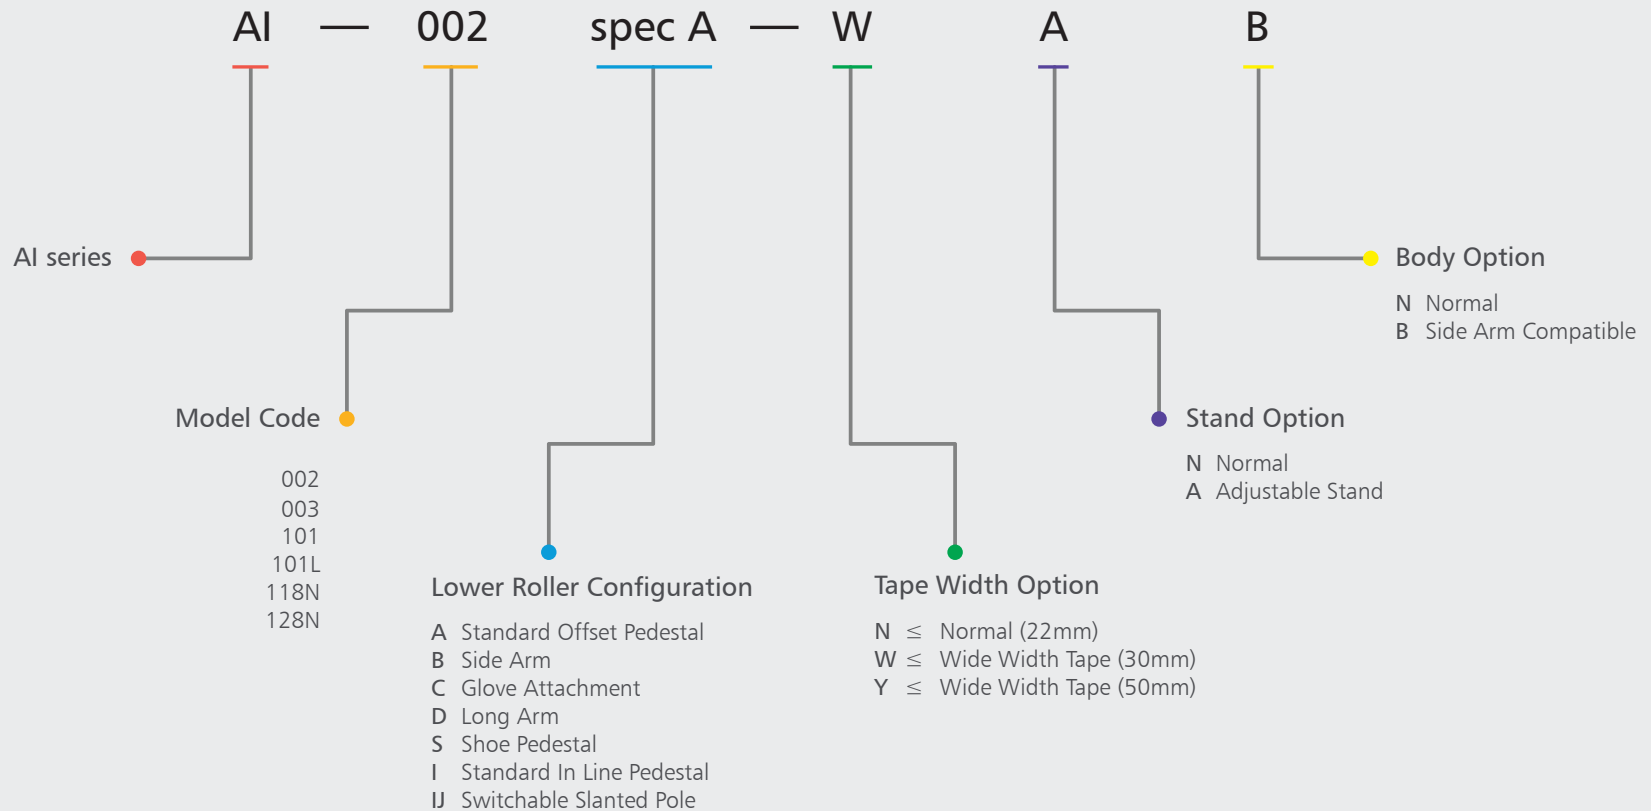 AI — 002 spec A — W A B
AI series
Model Code
002
003
101
101L
118N
128N
Lower Roller Configuration
A Standard Offset Pedestal
B Side Arm
C Glove Attachment
D Long Arm
S Shoe Pedestal
I Standard In Line Pedestal
IJ Switchable Slanted Pole
Tape Width Option
N ≤ Normal (22mm)
W ≤ Wide Width Tape (30mm)
Y ≤ Wide Width Tape (50mm)
Stand Option
N Normal
A Adjustable Stand
Body Option
N Normal
B Side Arm Compatible